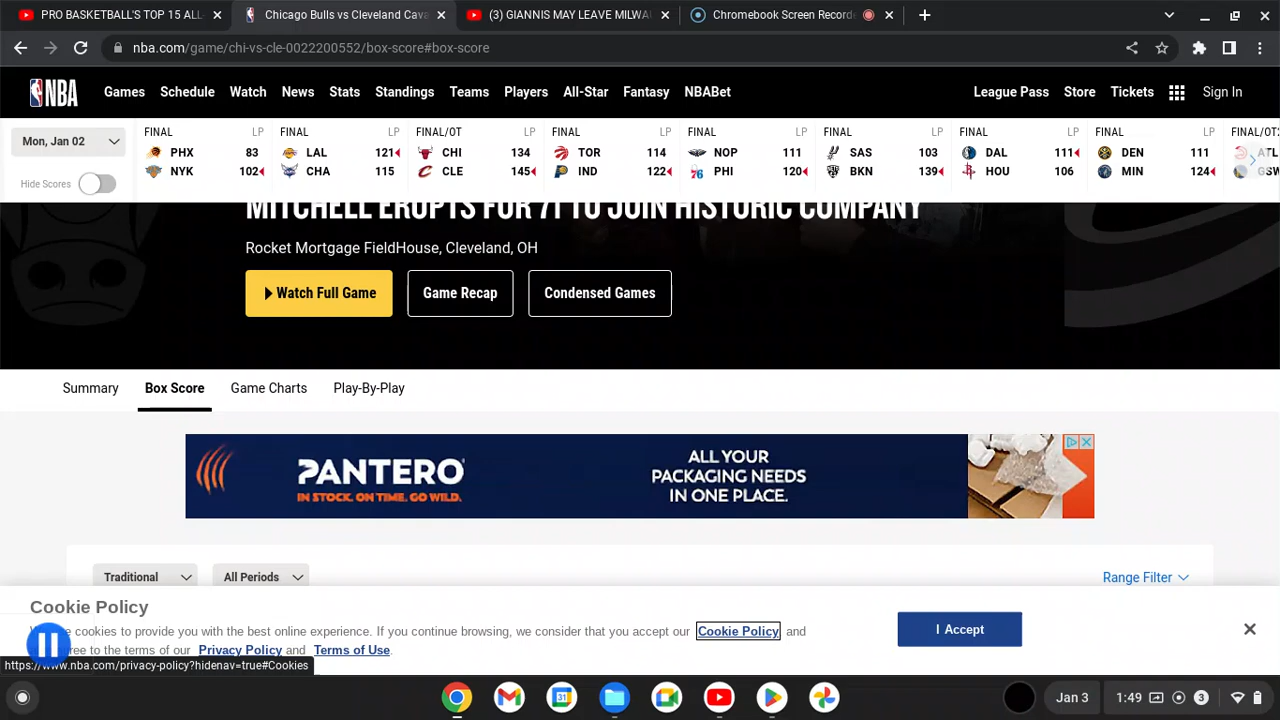 PRO BASKETBALL'S TOP 15 ALL-
Chicago Bulls vs Cleveland Cava
(3) GIANNIS MAY LEAVE MILWA
Chromebook Screen Recorde
nba.com/game/chi-vs-cle-0022200552/box-score#box-score
NBA Games Schedule Watch News Stats Standings Teams Players All-Star Fantasy NBABet League Pass Store Tickets Sign In
Mon, Jan 02
Hide Scores
FINAL LP
PHX 83
NYK 102
FINAL LP
LAL 121
CHA 115
FINAL/OT LP
CHI 134
CLE 145
FINAL LP
TOR 114
IND 122
FINAL LP
NOP 111
PHI 120
FINAL LP
SAS 103
BKN 139
FINAL LP
DAL 111
HOU 106
FINAL LP
DEN 111
MIN 124
FINAL/OT2
ATL
GSW
MITCHELL ERUPTS FOR 71 TO JOIN HISTORIC COMPANY
Rocket Mortgage FieldHouse, Cleveland, OH
Watch Full Game Game Recap Condensed Games
Summary Box Score Game Charts Play-By-Play
PANTERO
IN STOCK. ON TIME. GO WILD.
ALL YOUR
PACKAGING NEEDS
IN ONE PLACE.
Traditional All Periods Range Filter
Cookie Policy
cookies to provide you with the best online experience. If you continue browsing, we consider that you accept our Cookie Policy and
to the terms of our Privacy Policy and Terms of Use.
I Accept
https://www.nba.com/privacy-policy?hidenav=true#Cookies
31
Jan 3 1:49 3